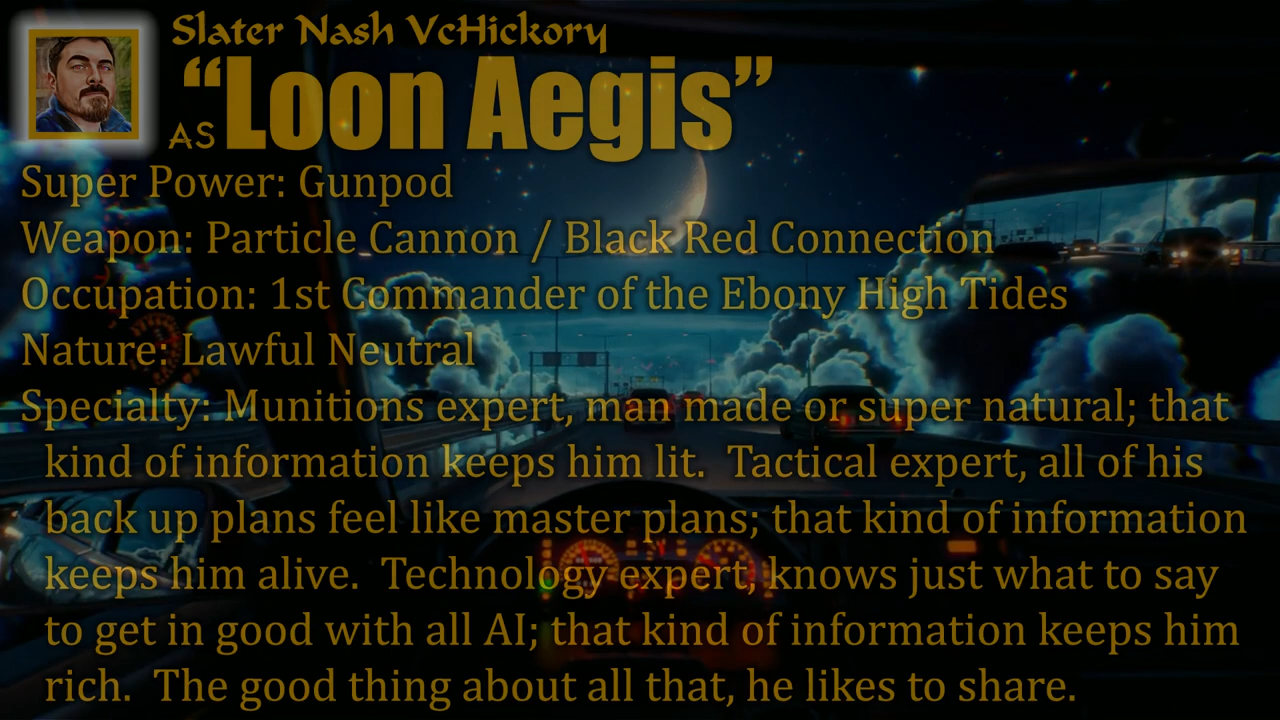 Slater Nash VcHickory
AS “Loon Aegis”
Super Power: Gunpod
Weapon: Particle Cannon / Black Red Connection
Occupation: 1st Commander of the Ebony High Tides
Nature: Lawful Neutral
Specialty: Munitions expert, man made or super natural; that
kind of information keeps him lit.  Tactical expert, all of his
back up plans feel like master plans; that kind of information
keeps him alive.  Technology expert, knows just what to say
to get in good with all AI; that kind of information keeps him
rich.  The good thing about all that, he likes to share.